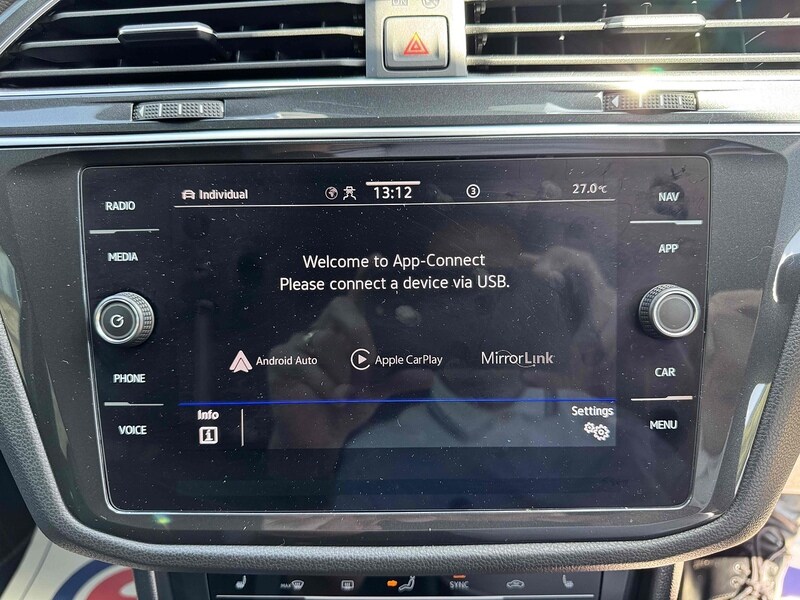 Individual
13:12
3
27.0°C
RADIO
NAV
MEDIA
APP
Welcome to App-Connect
Please connect a device via USB.
Android Auto
Apple CarPlay
MirrorLink
PHONE
CAR
VOICE
Info
Settings
MENU
MAX
SYNC